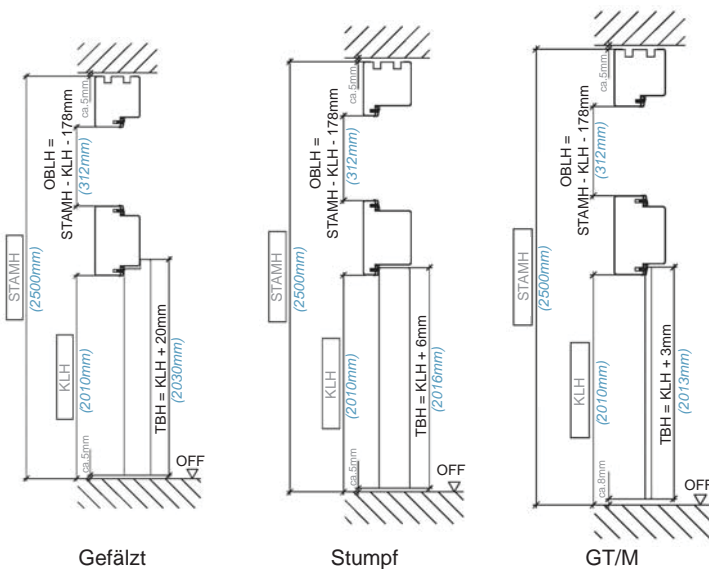 ca.5mm
OBLH =
STAMH - KLH - 178mm
(312mm)
STAMH
(2500mm)
KLH
(2010mm)
TBH = KLH + 20mm
(2030mm)
ca.5mm
OFF
Gefälzt
ca.5mm
OBLH =
STAMH - KLH - 178mm
(312mm)
STAMH
(2500mm)
KLH
(2010mm)
TBH = KLH + 6mm
(2016mm)
ca.5mm
OFF
Stumpf
ca.5mm
OBLH =
STAMH - KLH - 178mm
(312mm)
STAMH
(2500mm)
KLH
(2010mm)
TBH = KLH + 3mm
(2013mm)
ca.8mm
OFF
GT/M